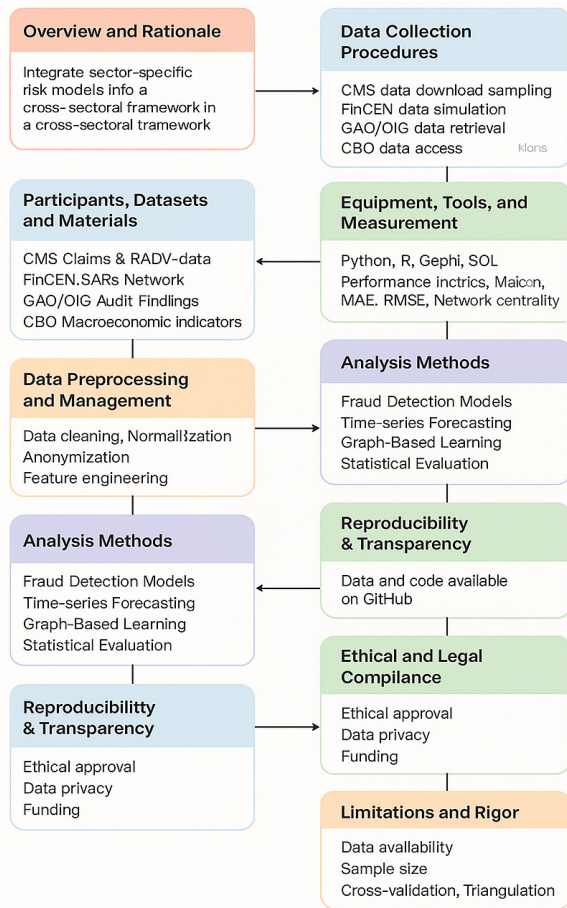 Overview and Rationale
Integrate sector-specific
risk models info a
cross-sectoral framework in
a cross-sectoral tramework
Data Collection
Procedures
CMS data download sampling
FinCEN data simulation
GAO/OIG data retrieval
CBO data access
Participants, Datasets
and Materials
CMS Claims & RADV-data
FinCEN.SARs Network
GAO/OIG Audit Findings
CBO Macroeconomic indicators
Equipment, Tools, and
Measurement
Python, R, Gephi, SOL
Performance inctrics, Maicon,
MAE. RMSE, Network centrality
Data Preprocessing
and Management
Data cleaning, Normalization
Anonymization
Feature engineering
Analysis Methods
Fraud Detection Models
Time-series Forecasting
Graph-Based Learning
Statistical Evaluation
Analysis Methods
Fraud Detection Models
Time-series Forecasting
Graph-Based Learning
Statistical Evaluation
Reproducibility
& Transparency
Data and code available
on GitHub
Reproducibilitty
& Transparency
Ethical approval
Data privacy
Funding
Ethical and Legal
Compilance
Ethical approval
Data privacy
Funding
Limitations and Rigor
Data availability
Sample size
Cross-validation, Triangulation